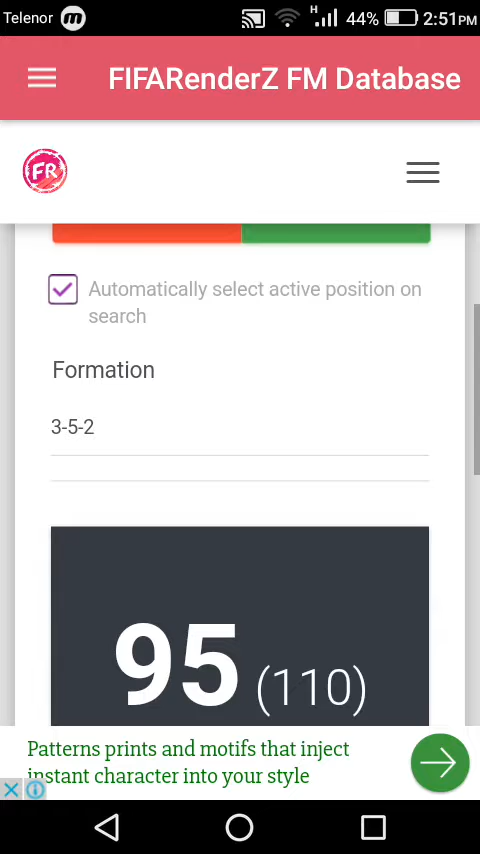 Telenor m H 44% 2:51PM
FIFARenderZ FM Database
FR
Automatically select active position on
search
Formation
3-5-2
95 (110)
Patterns prints and motifs that inject
instant character into your style